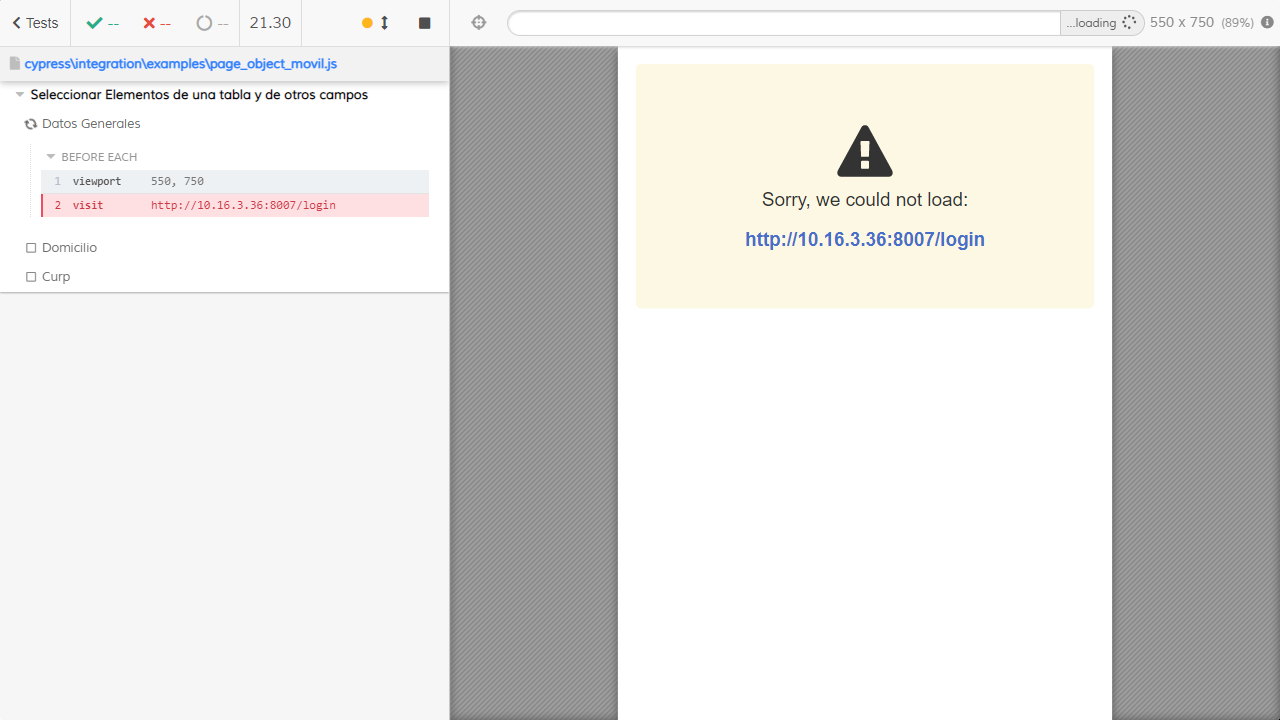 Tests -- -- -- 21.30 ...loading 550 x 750 (89%)
cypress\integration\examples\page_object_movil.js
Seleccionar Elementos de una tabla y de otros campos
Datos Generales
BEFORE EACH
1 viewport 550, 750
2 visit http://10.16.3.36:8007/login
Domicilio
Curp
Sorry, we could not load:
http://10.16.3.36:8007/login